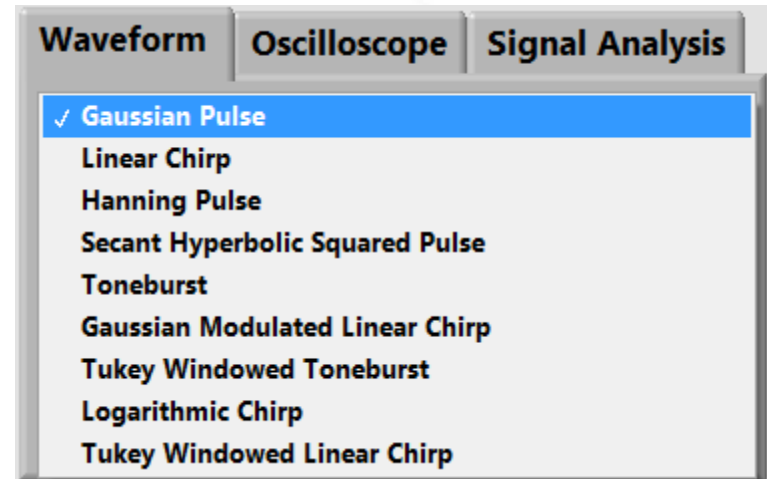 Waveform Oscilloscope Signal Analysis
✓ Gaussian Pulse
Linear Chirp
Hanning Pulse
Secant Hyperbolic Squared Pulse
Toneburst
Gaussian Modulated Linear Chirp
Tukey Windowed Toneburst
Logarithmic Chirp
Tukey Windowed Linear Chirp